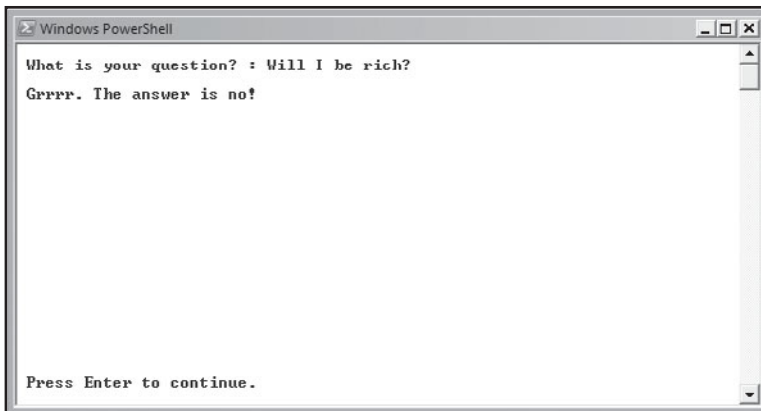 Windows PowerShell
What is your question? : Will I be rich?
Grrrr. The answer is no!
Press Enter to continue.